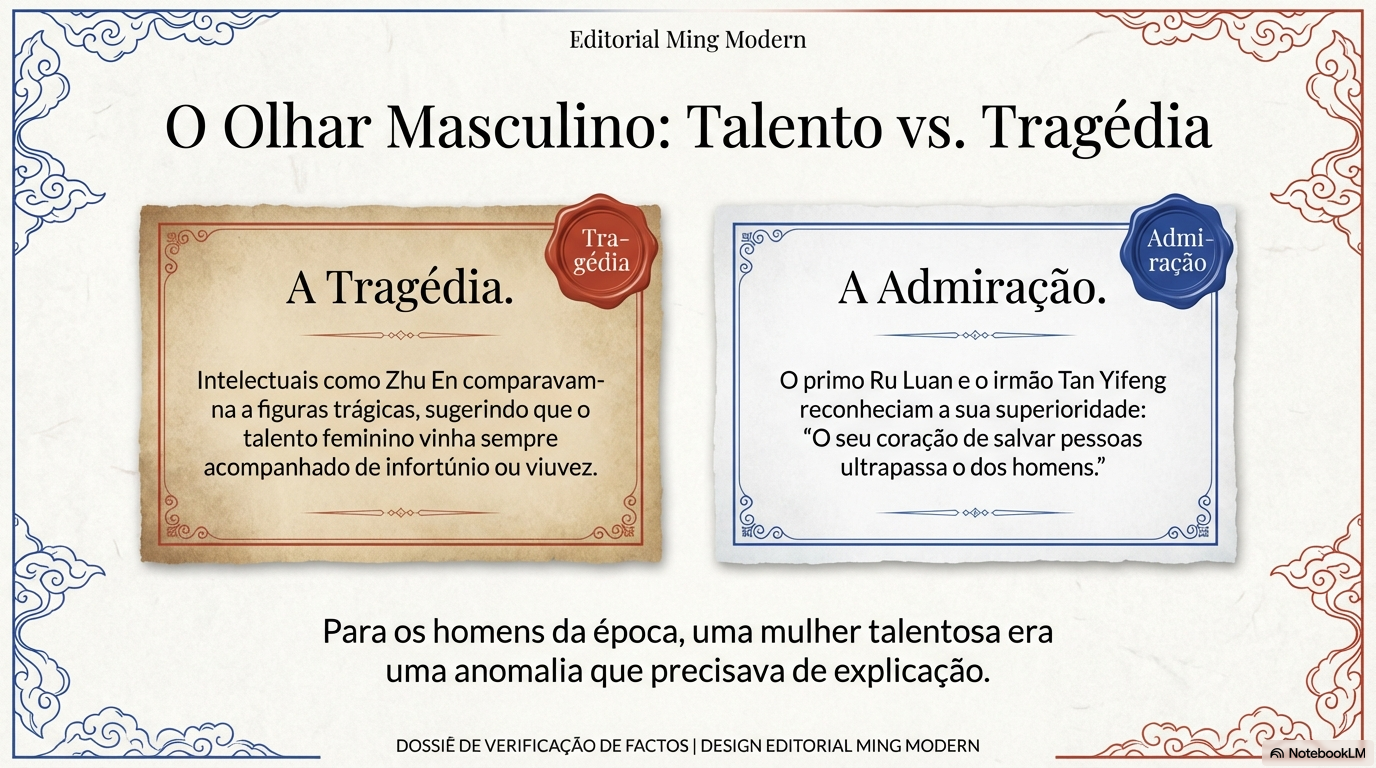 Editorial Ming Modern
O Olhar Masculino: Talento vs. Tragédia
Tra-
gédia
A Tragédia.
Intelectuais como Zhu En comparavam-
na a figuras trágicas, sugerindo que o
talento feminino vinha sempre
acompanhado de infortúnio ou viuvez.
Admi-
ração
A Admiração.
O primo Ru Luan e o irmão Tan Yifeng
reconheciam a sua superioridade:
“O seu coração de salvar pessoas
ultrapassa o dos homens.”
Para os homens da época, uma mulher talentosa era
uma anomalia que precisava de explicação.
DOSSIÊ DE VERIFICAÇÃO DE FACTOS | DESIGN EDITORIAL MING MODERN
NotebookLM